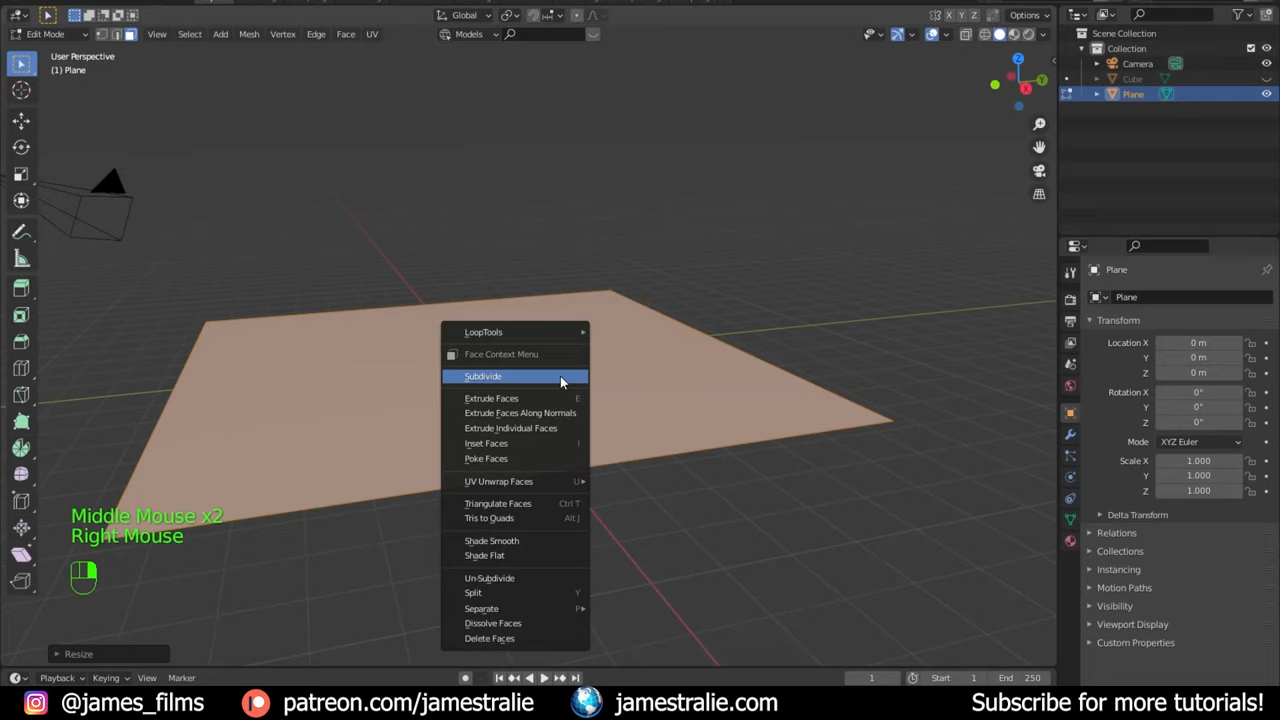 Global
Options
Edit Mode
View
Select
Add
Mesh
Vertex
Edge
Face
UV
Models
X
Y
Z
Scene Collection
Collection
Camera
Cube
Plane
User Perspective
(1) Plane
Z
Y
X
LoopTools
Face Context Menu
Subdivide
Extrude Faces E
Extrude Faces Along Normals
Extrude Individual Faces
Inset Faces I
Poke Faces
UV Unwrap Faces U
Triangulate Faces Ctrl T
Tris to Quads Alt J
Shade Smooth
Shade Flat
Un-Subdivide
Split Y
Separate P
Dissolve Faces
Delete Faces
Middle Mouse x2
Right Mouse
Resize
Plane
Plane
Transform
Location X 0 m
Y 0 m
Z 0 m
Rotation X 0°
Y 0°
Z 0°
Mode XYZ Euler
Scale X 1.000
Y 1.000
Z 1.000
Delta Transform
Relations
Collections
Instancing
Motion Paths
Visibility
Viewport Display
Custom Properties
Playback
Keying
View
Marker
1
Start 1
End 250
@james_films
patreon.com/jamestralie
jamestralie.com
Subscribe for more tutorials!